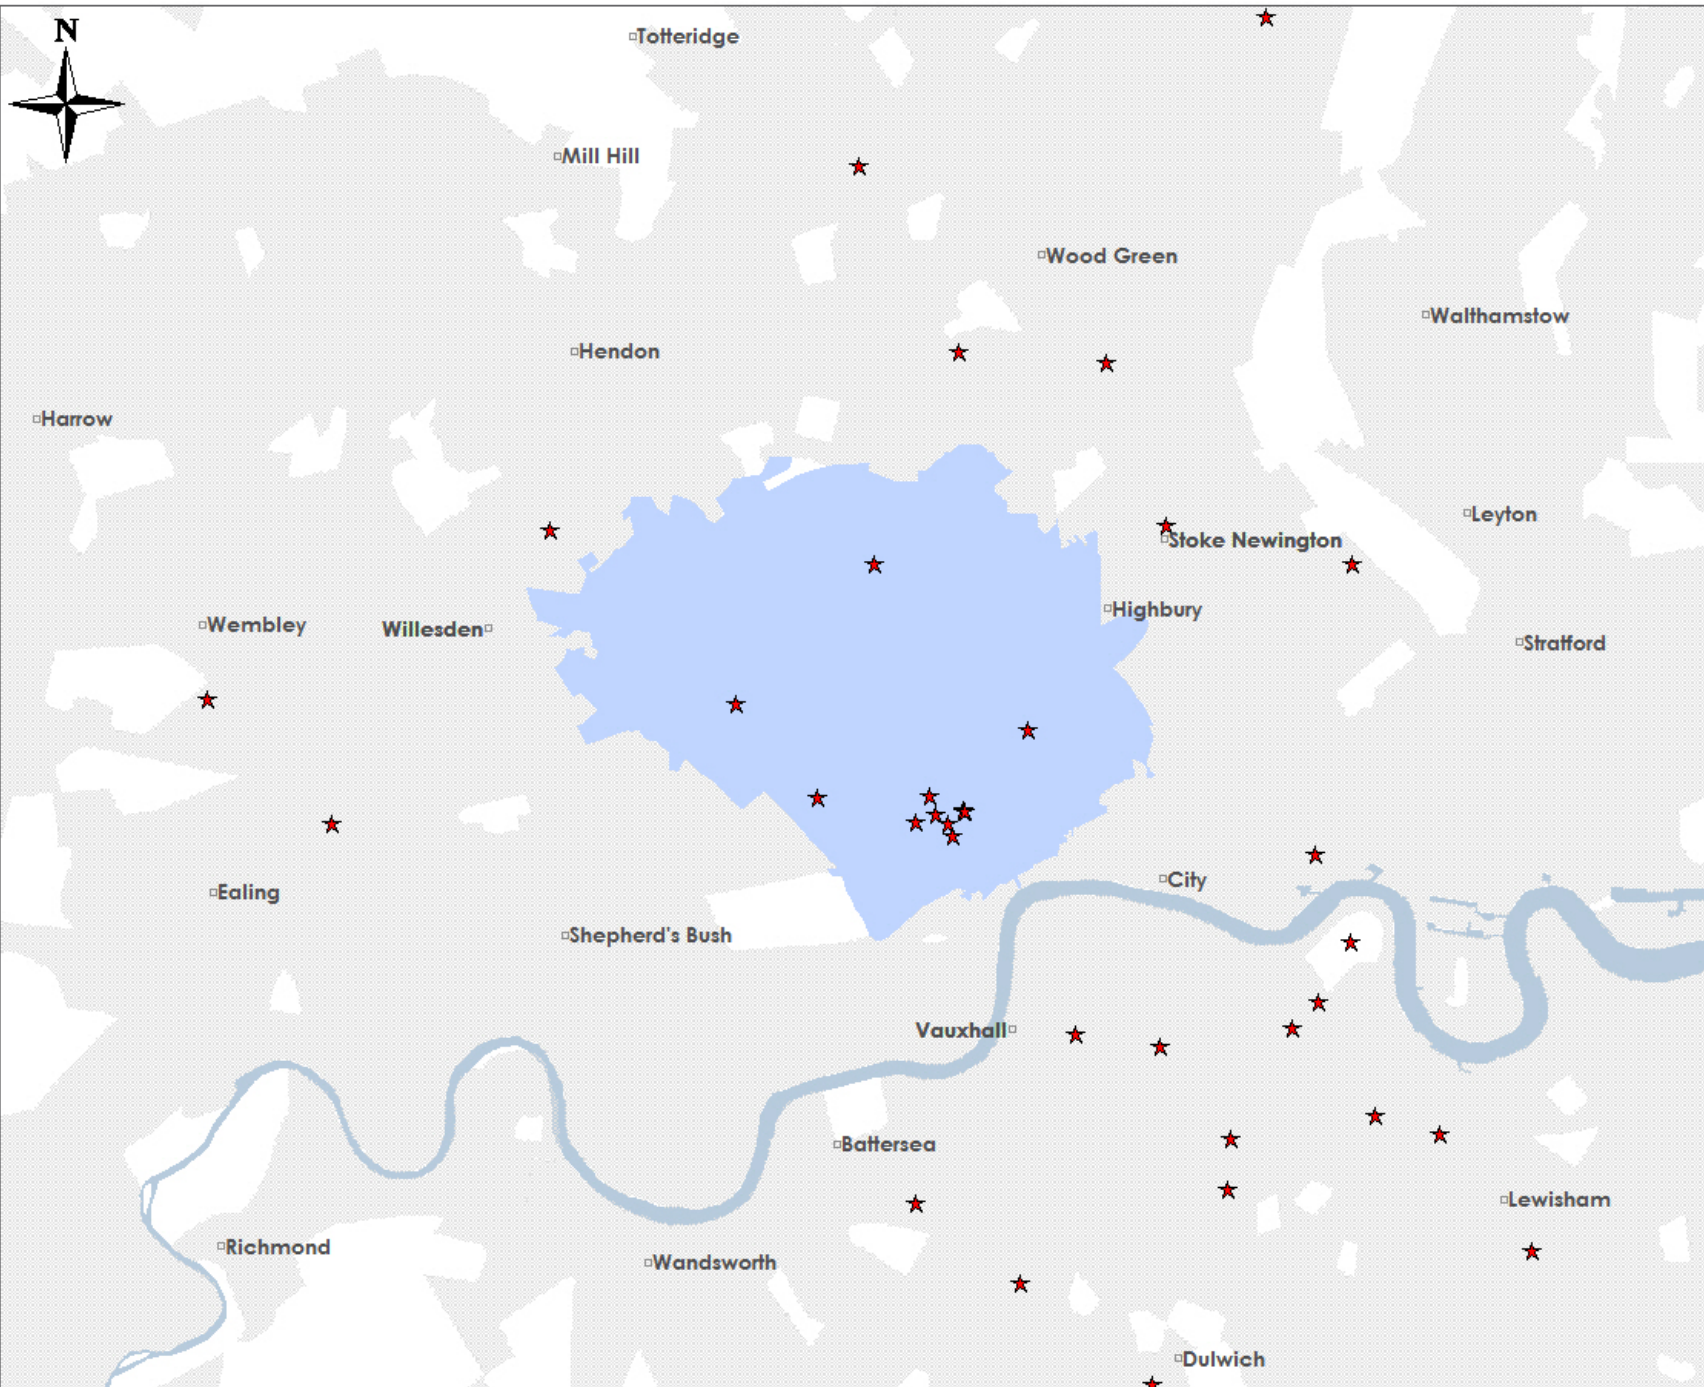 N
Totteridge
Mill Hill
Wood Green
Walthamstow
Hendon
Harrow
Leyton
Stoke Newington
Highbury
Wembley
Willesden
Stratford
City
Ealing
Shepherd's Bush
Vauxhall
Battersea
Lewisham
Richmond
Wandsworth
Dulwich